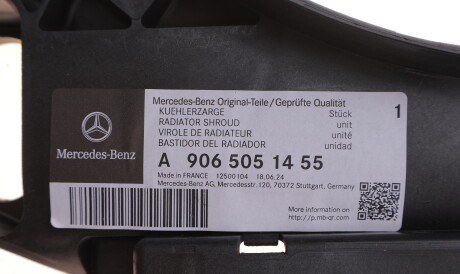 Mercedes-Benz Original-Teile/Geprüfte Qualität
KUEHLERZARGE Stück 1
RADIATOR SHROUD unit
VIROLE DE RADIATEUR unité
BASTIDOR DEL RADIADOR unidad
Mercedes-Benz
A 906 505 14 55
Made in FRANCE 12500104 18.06.24
Mercedes-Benz AG, Mercedesstr.120, 70372 Stuttgart, Germany
More information on
http://p.mb-qr.com